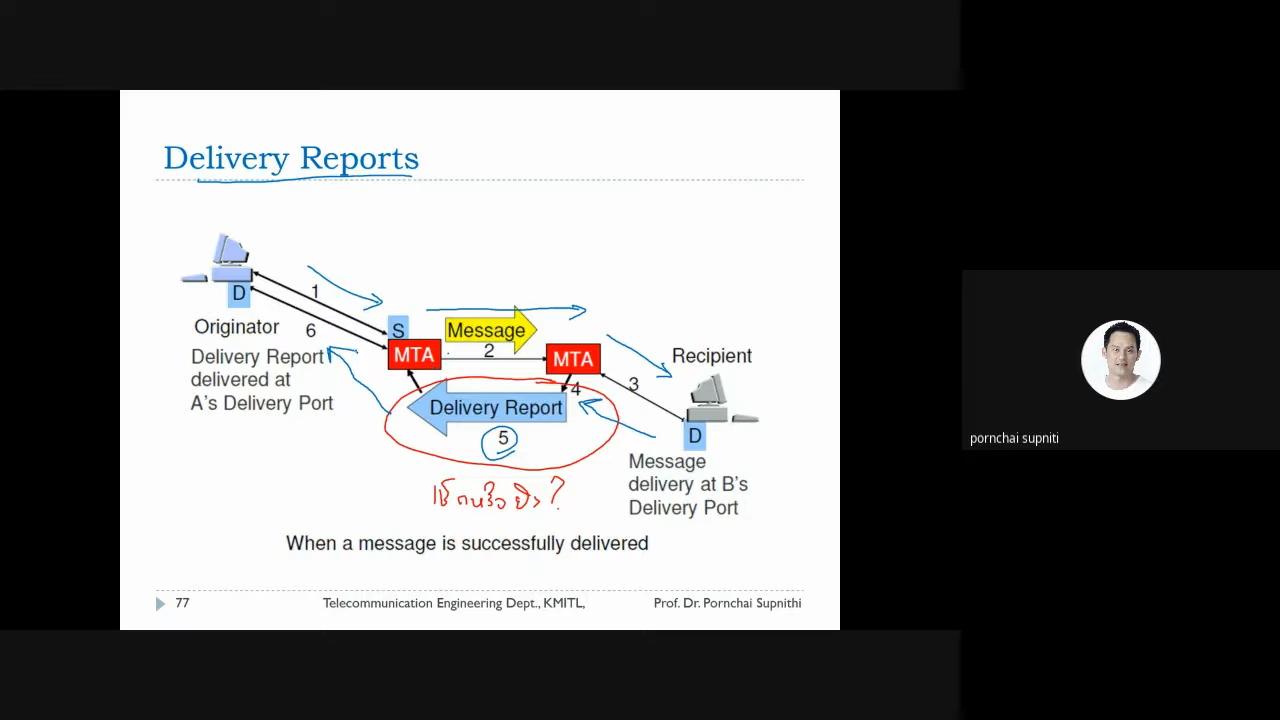 Delivery Reports
D
1
Originator
6
S
Message
MTA
2
MTA
Recipient
3
4
Delivery Report
delivered at
A's Delivery Port
Delivery Report
5
D
Message
delivery at B's
Delivery Port
When a message is successfully delivered
77
Telecommunication Engineering Dept., KMITL,
Prof. Dr. Pornchai Supnithi
pornchai supniti